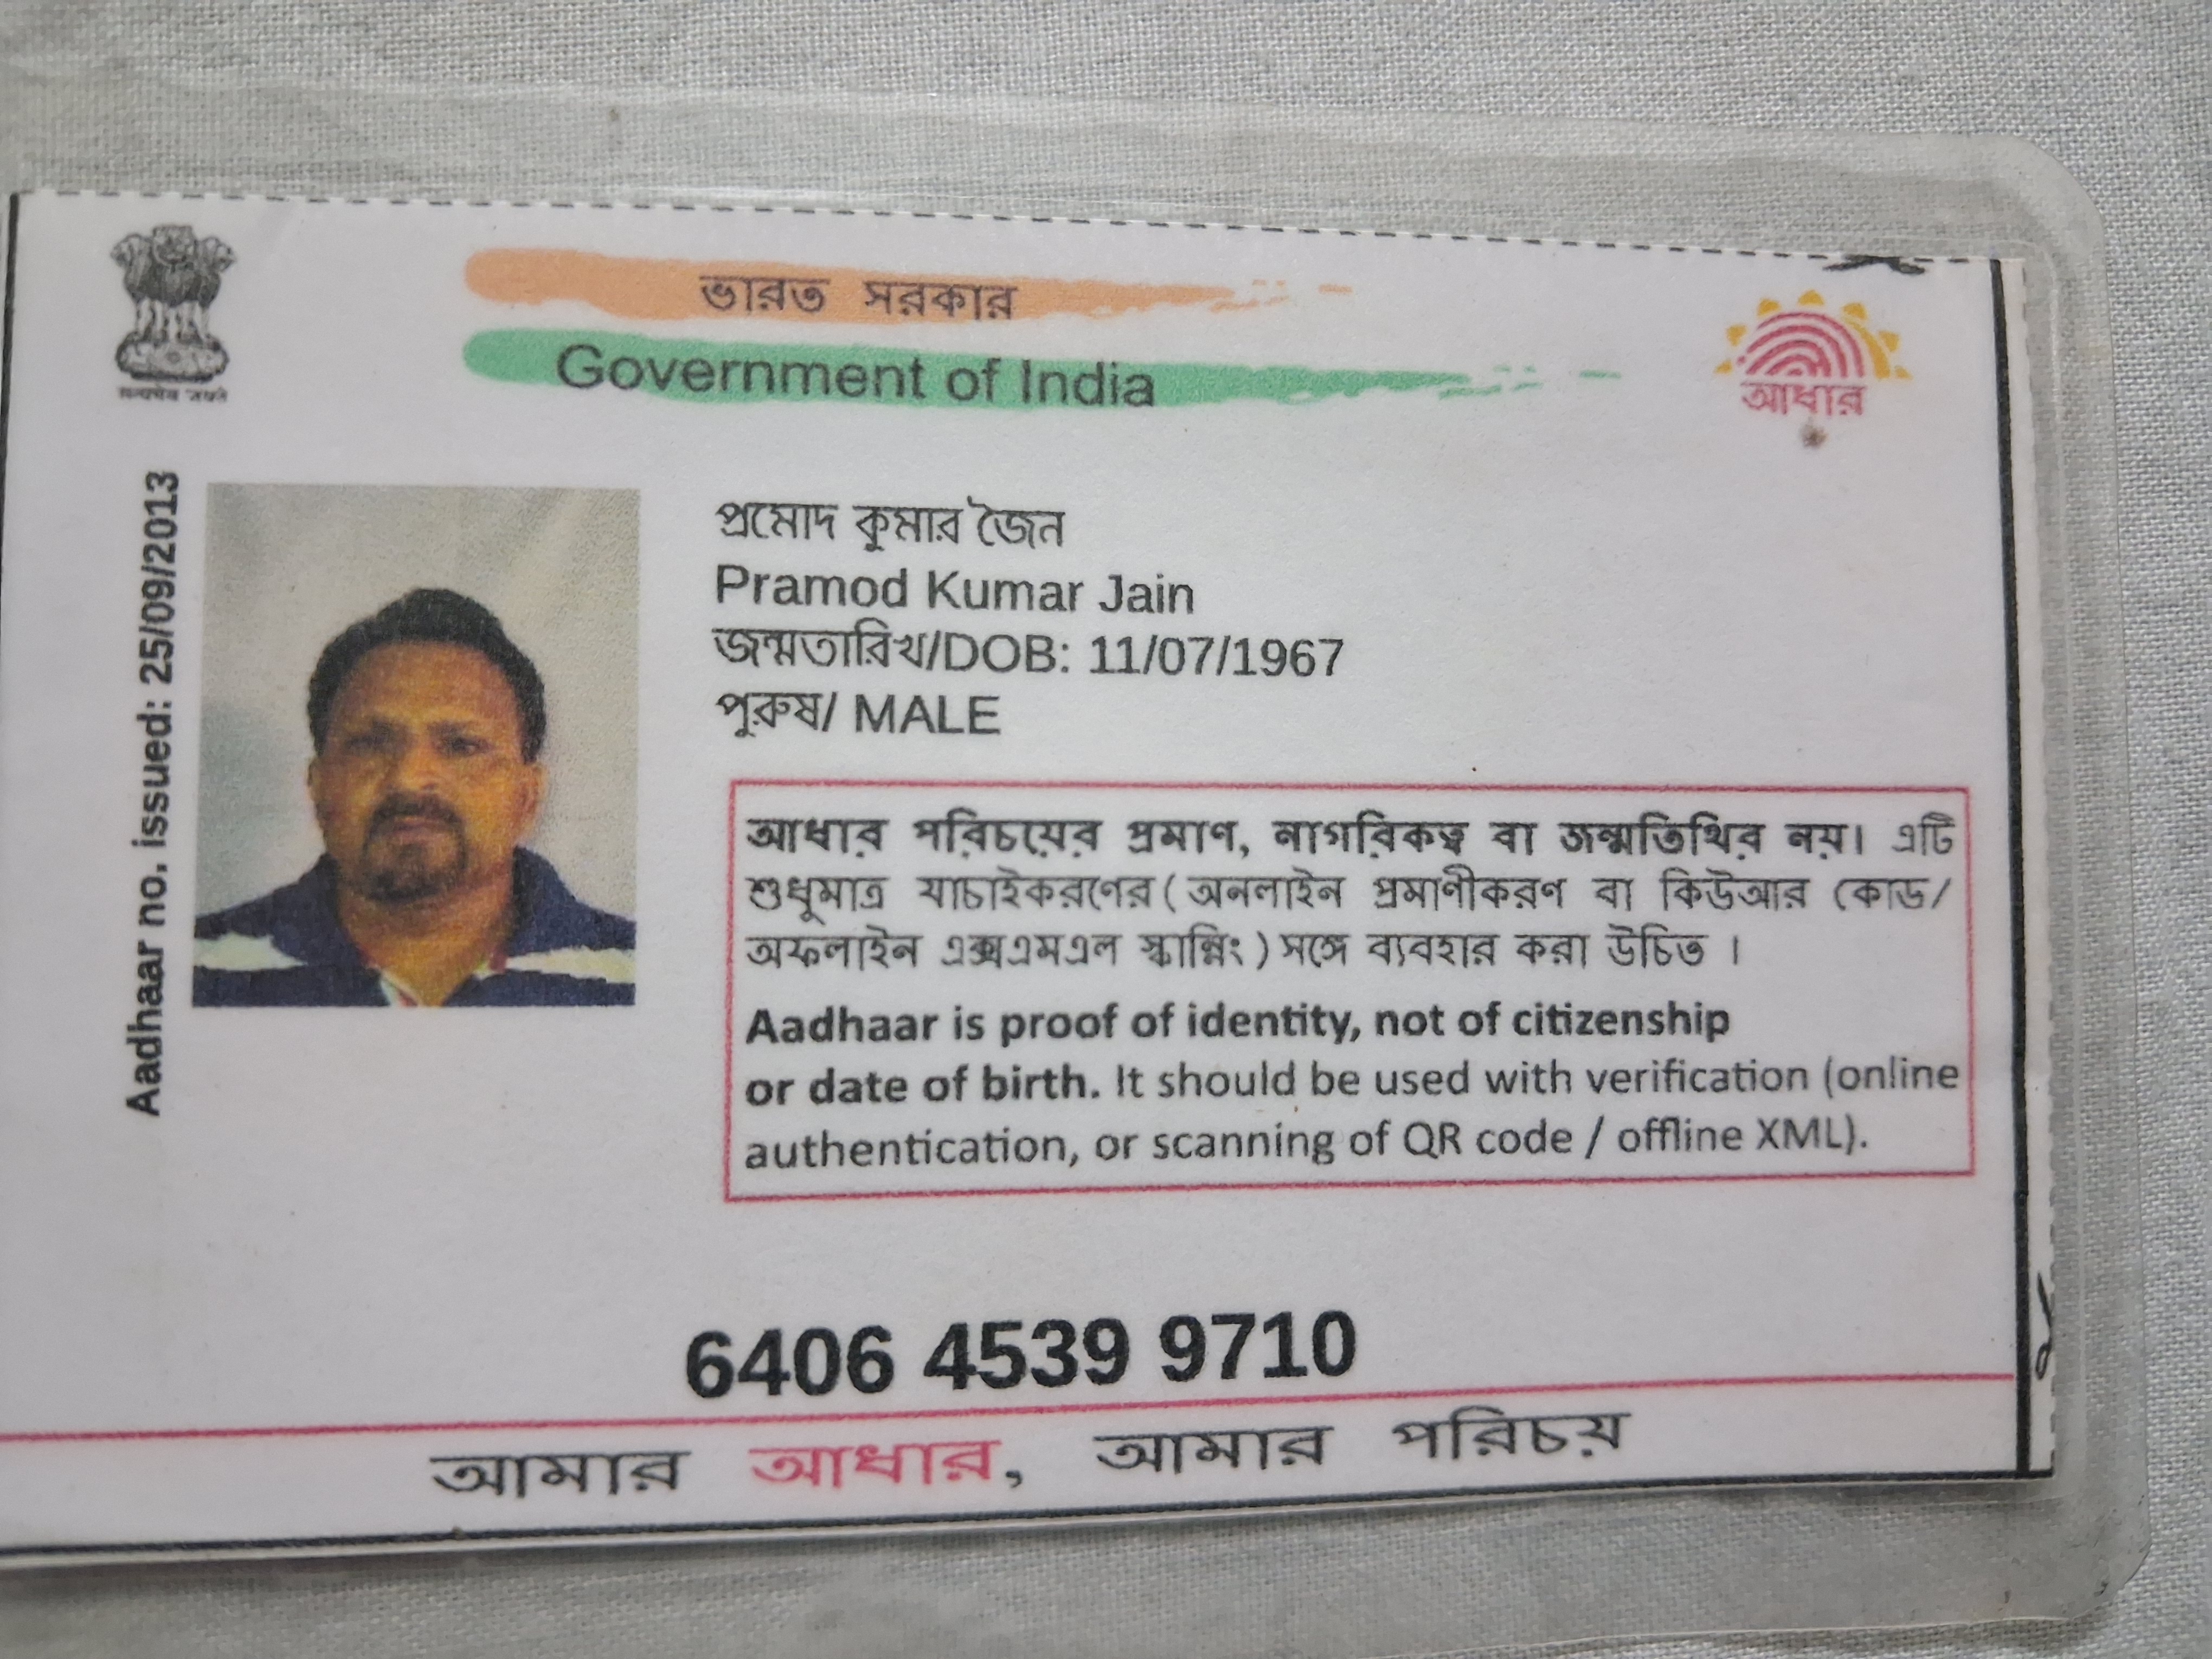 ভারত সরকার
Government of India
सत्यमेव जयते
আধার
Aadhaar no. issued: 25/09/2013
প্রমোদ কুমার জৈন
Pramod Kumar Jain
জন্মতারিখ/DOB: 11/07/1967
পুরুষ/ MALE
আধার পরিচয়ের প্রমাণ, নাগরিকত্ব বা জন্মতিথির নয়। এটি
শুধুমাত্র যাচাইকরণের ( অনলাইন প্রমাণীকরণ বা কিউআর কোড/
অফলাইন এক্সএমএল স্কান্নিং ) সঙ্গে ব্যবহার করা উচিত ।
Aadhaar is proof of identity, not of citizenship
or date of birth. It should be used with verification (online
authentication, or scanning of QR code / offline XML).
6406 4539 9710
আমার আধার, আমার পরিচয়